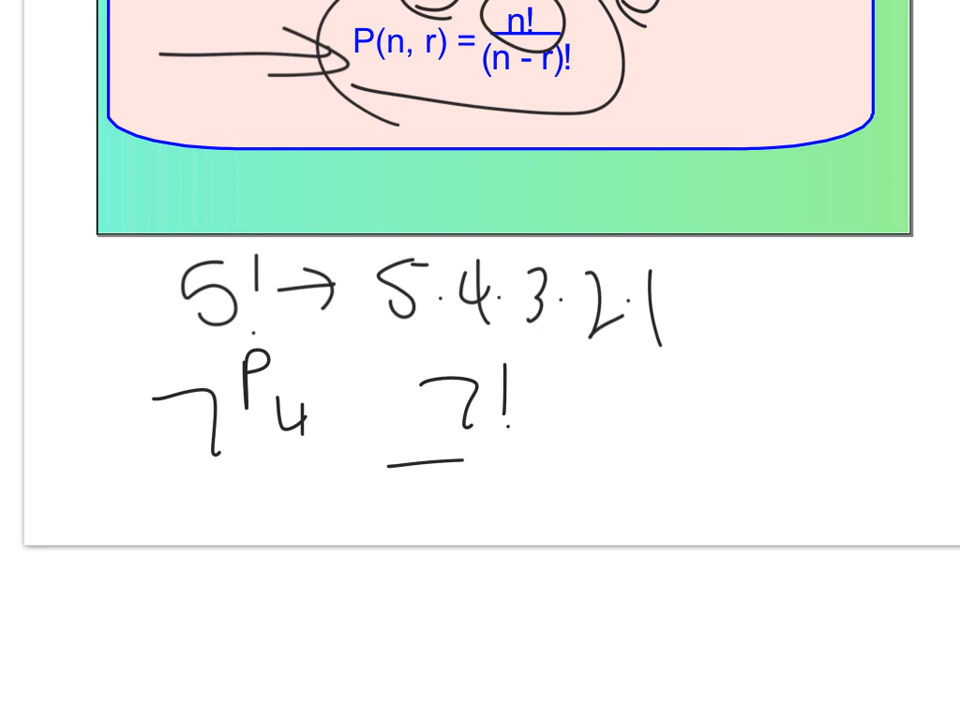 P(n, r) = n! / (n - r)!
5! → 5.4.3.2.1
7P4 7!